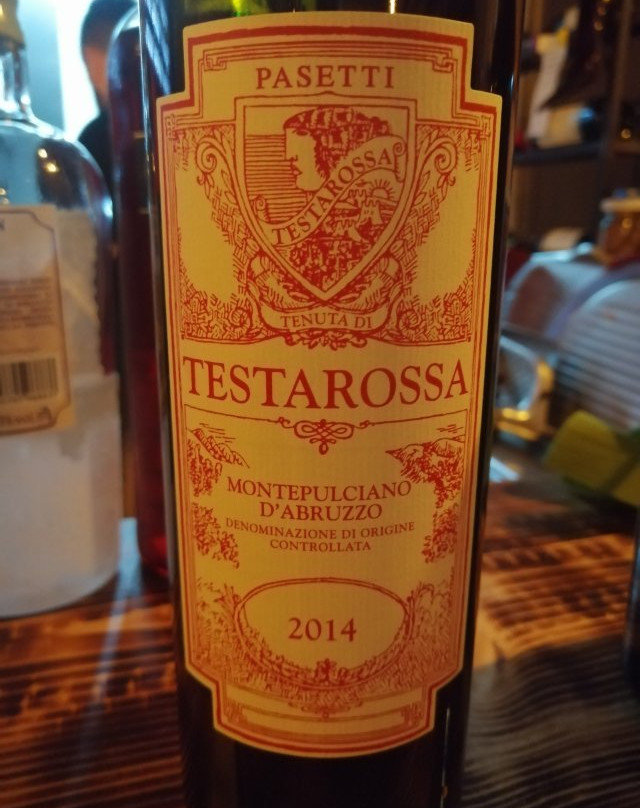 PASETTI
TESTAROSSA
TENUTA DI
TESTAROSSA
MONTEPULCIANO
D'ABRUZZO
DENOMINAZIONE DI ORIGINE
CONTROLLATA
2014